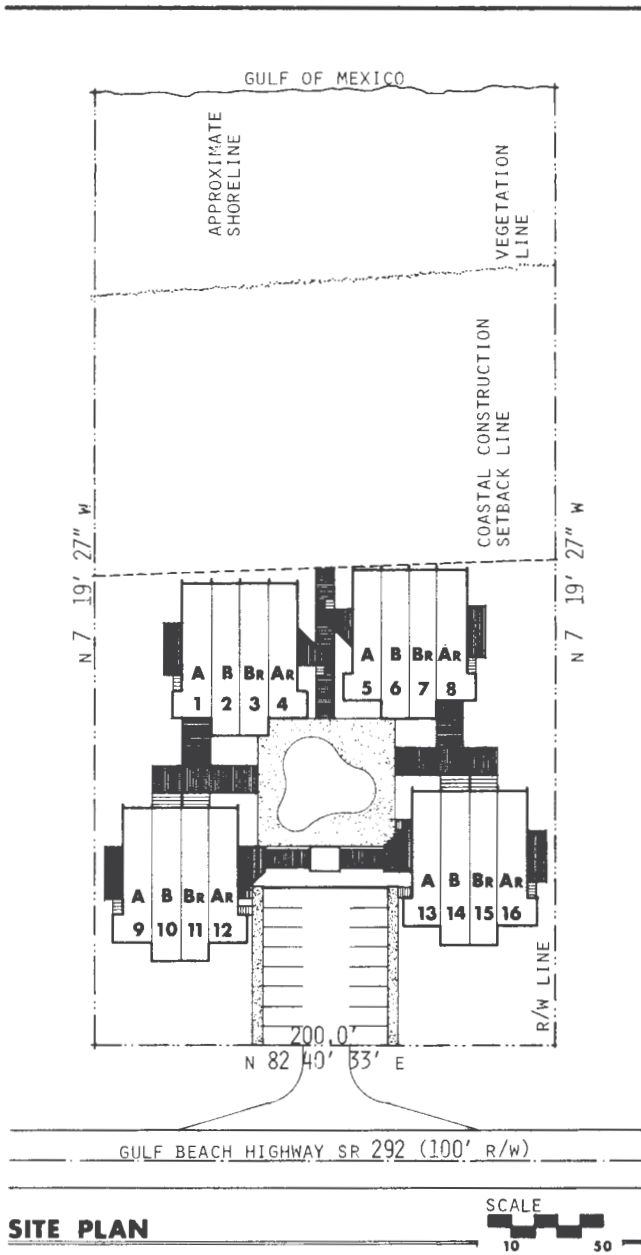 GULF OF MEXICO
APPROXIMATE
SHORELINE
VEGETATION
LINE
COASTAL CONSTRUCTION
SETBACK LINE
N 7 19' 27" W
N 7 19' 27" W
A B BR AR
1 2 3 4
A B BR AR
5 6 7 8
A B BR AR
9 10 11 12
A B BR AR
13 14 15 16
R/W LINE
200.0'
N 82 40' 33" E
GULF BEACH HIGHWAY SR 292 (100' R/W)
SITE PLAN
SCALE
10 50